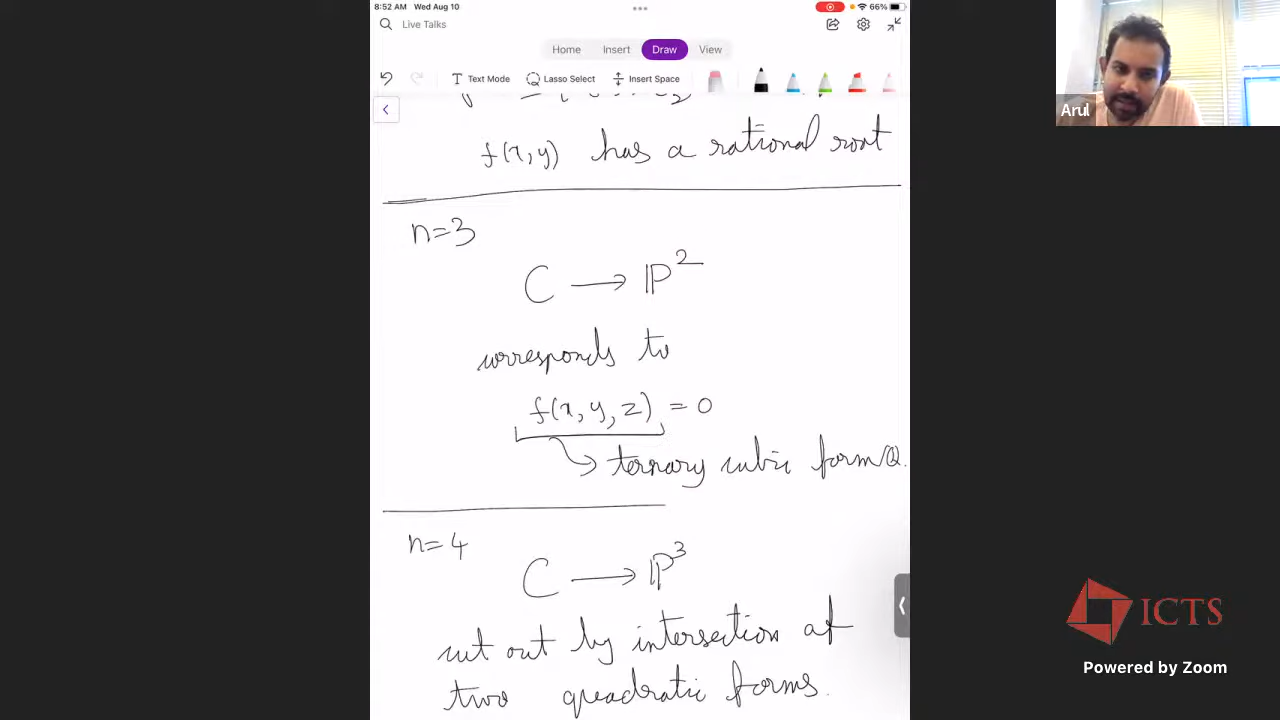 8:52 AM Wed Aug 10
66%
Live Talks
Home Insert Draw View
Text Mode Lasso Select Insert Space
Arul
f(x,y) has a rational root
n=3
C → ℙ²
corresponds to
f(x,y,z) = 0
→ ternary cubic form ℚ.
n=4
C → ℙ³
cut out by intersection of
two quadratic forms.
ICTS
Powered by Zoom